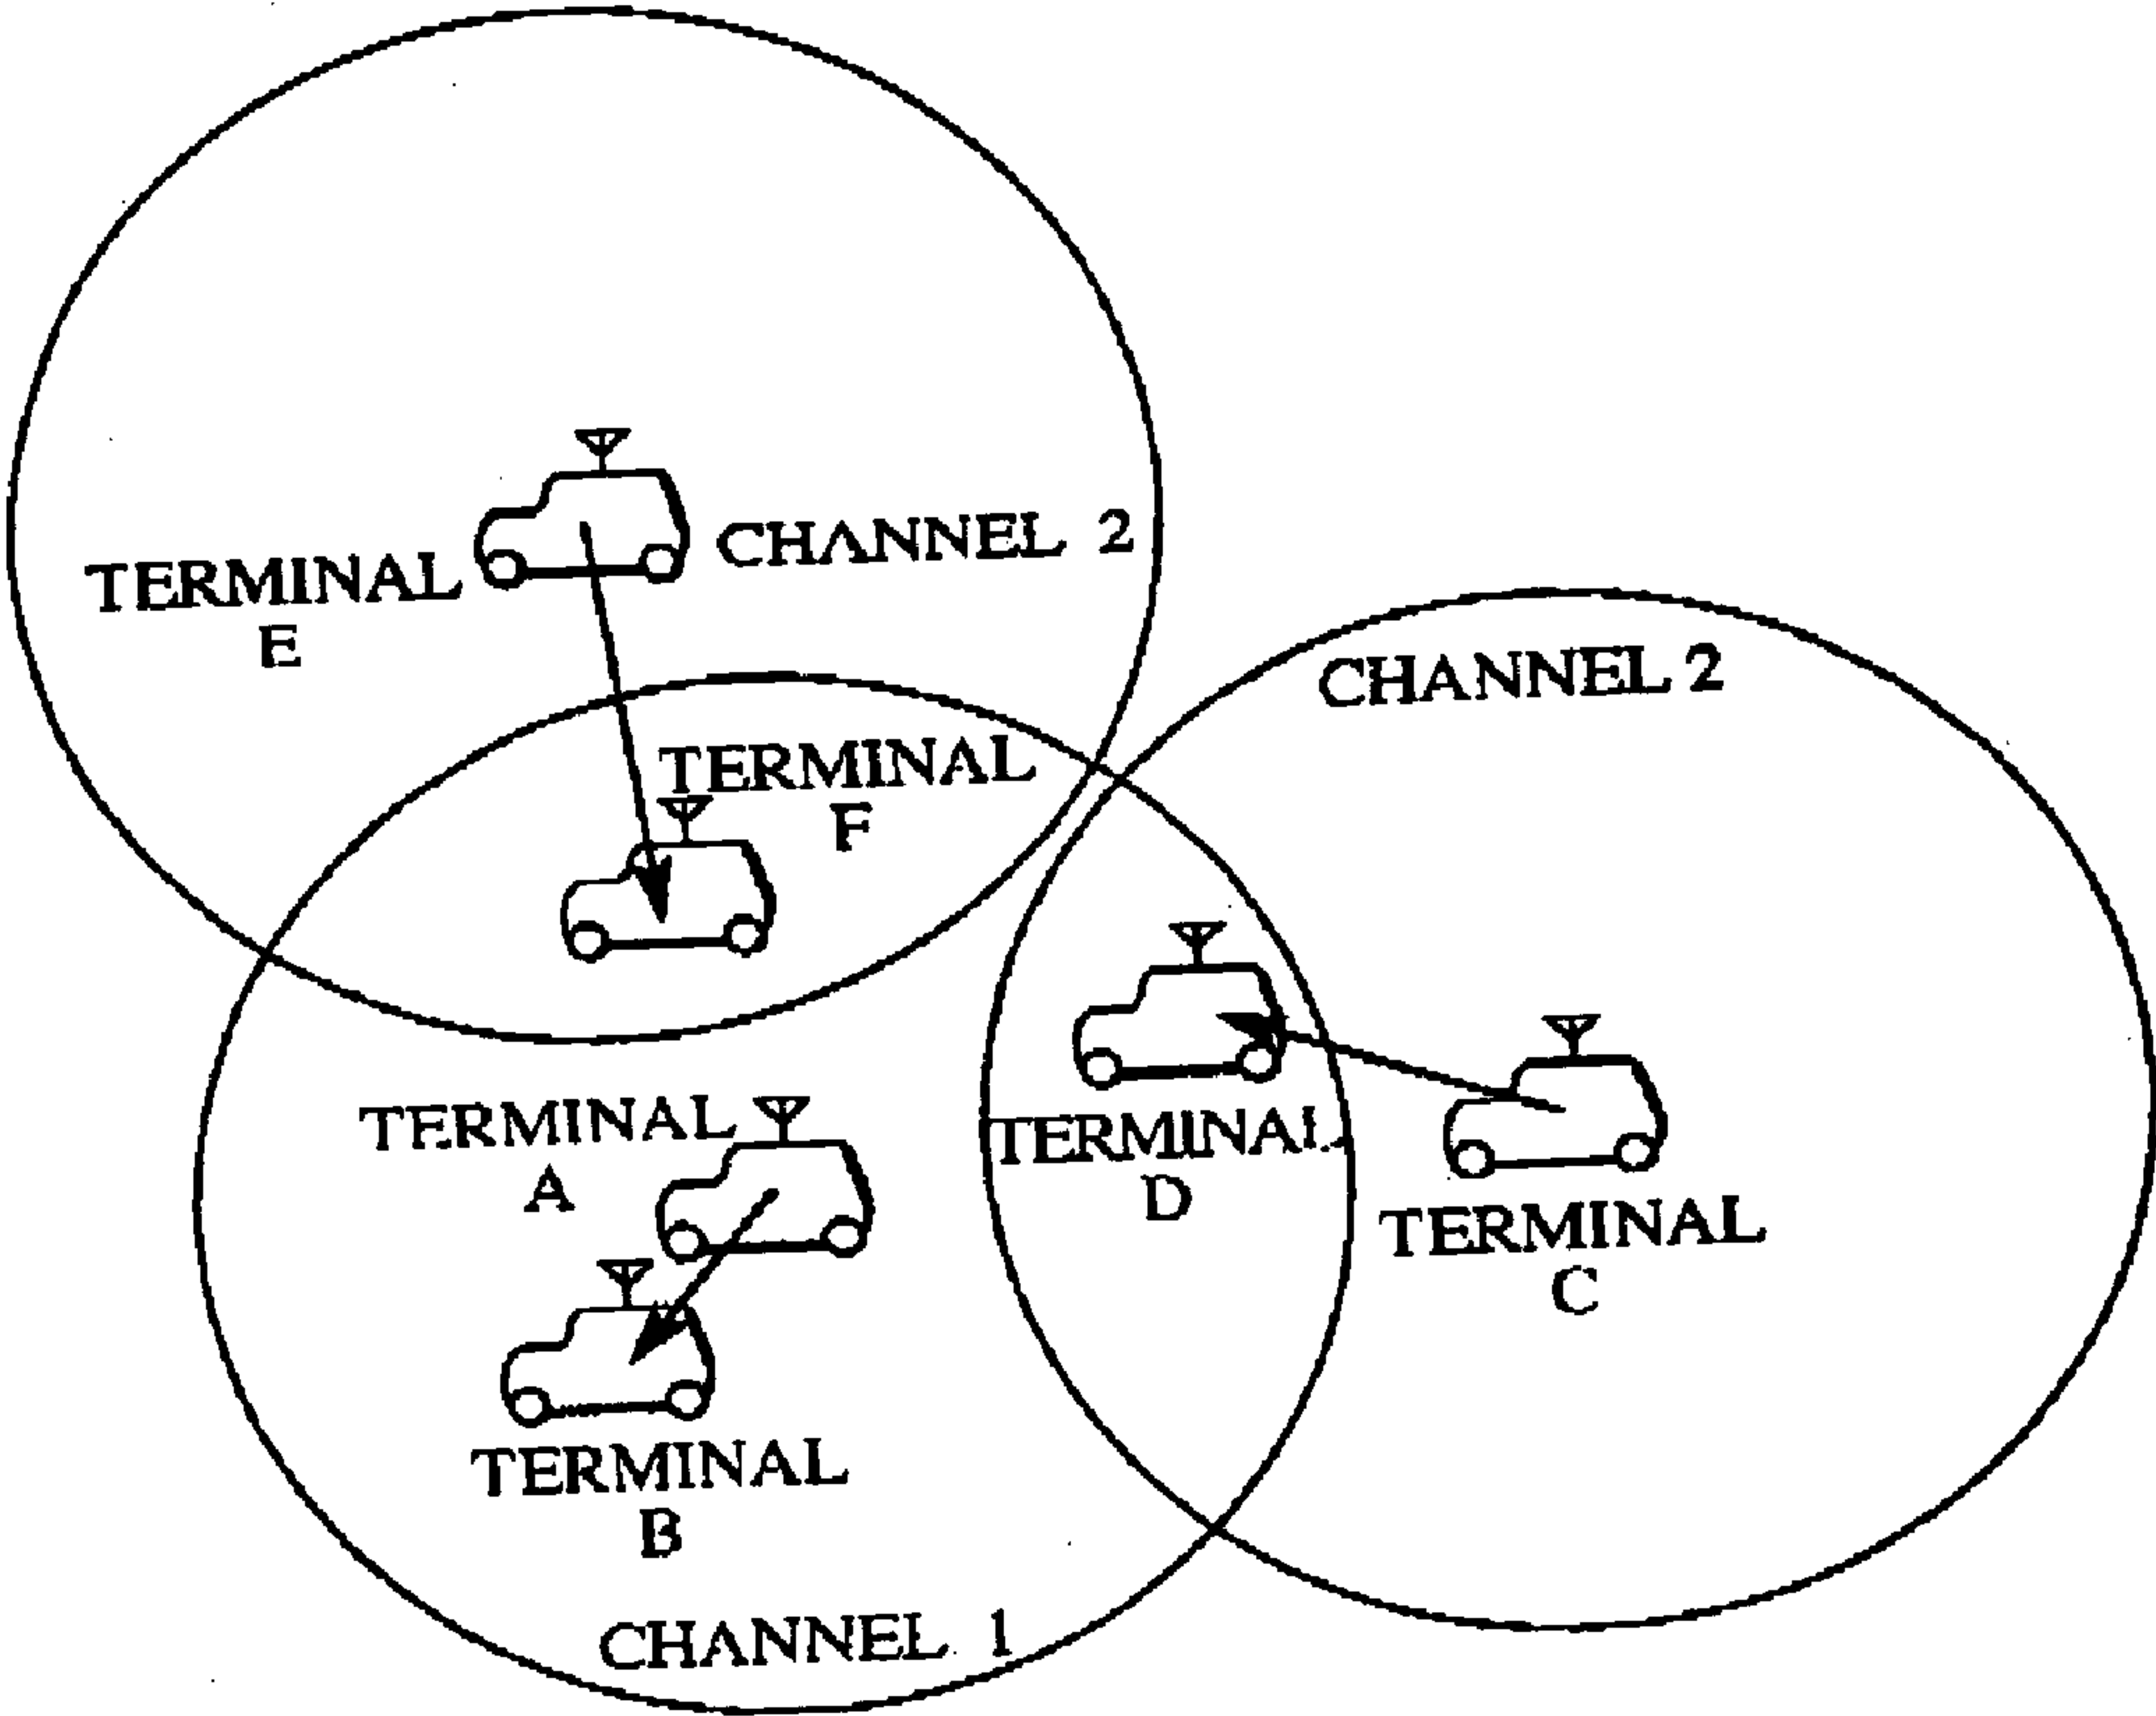 CHANNEL 2
TERMINAL
E
CHANNEL 2
TERMINAL
F
TERMINAL
A
TERMINAL
D
TERMINAL
C
TERMINAL
B
CHANNEL 1